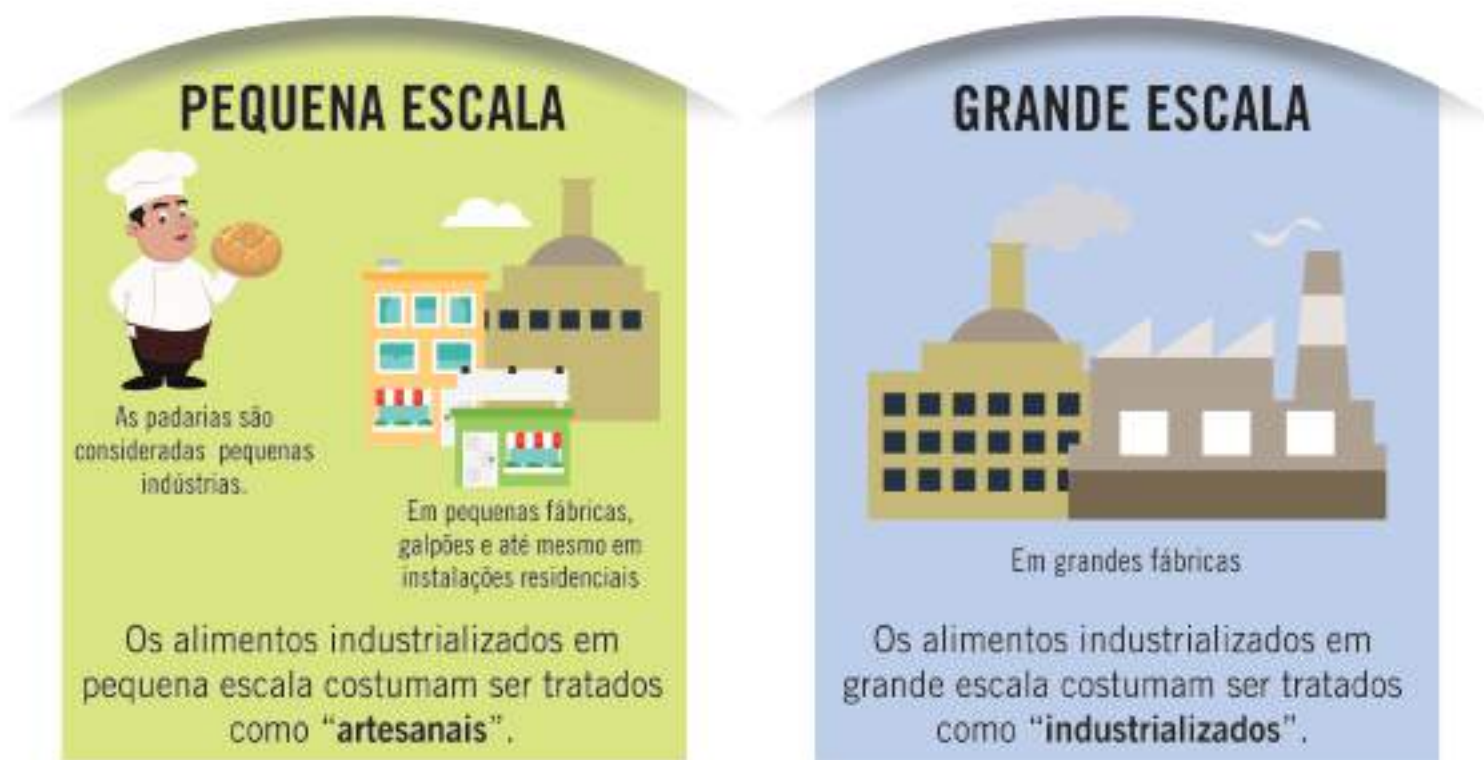 PEQUENA ESCALA
As padarias são
consideradas pequenas
indústrias.
Em pequenas fábricas,
galpões e até mesmo em
instalações residenciais
Os alimentos industrializados em
pequena escala costumam ser tratados
como “artesanais”.
GRANDE ESCALA
Em grandes fábricas
Os alimentos industrializados em
grande escala costumam ser tratados
como “industrializados”.